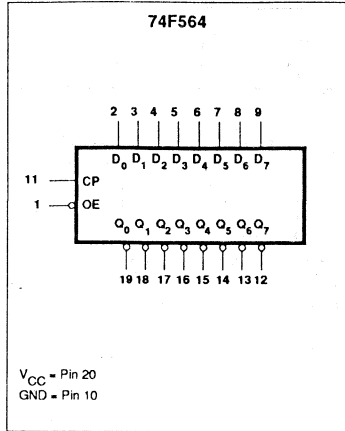 74F564
2 3 4 5 6 7 8 9
D0 D1 D2 D3 D4 D5 D6 D7
11 CP
1 OE
Q0 Q1 Q2 Q3 Q4 Q5 Q6 Q7
19 18 17 16 15 14 13 12
VCC = Pin 20
GND = Pin 10